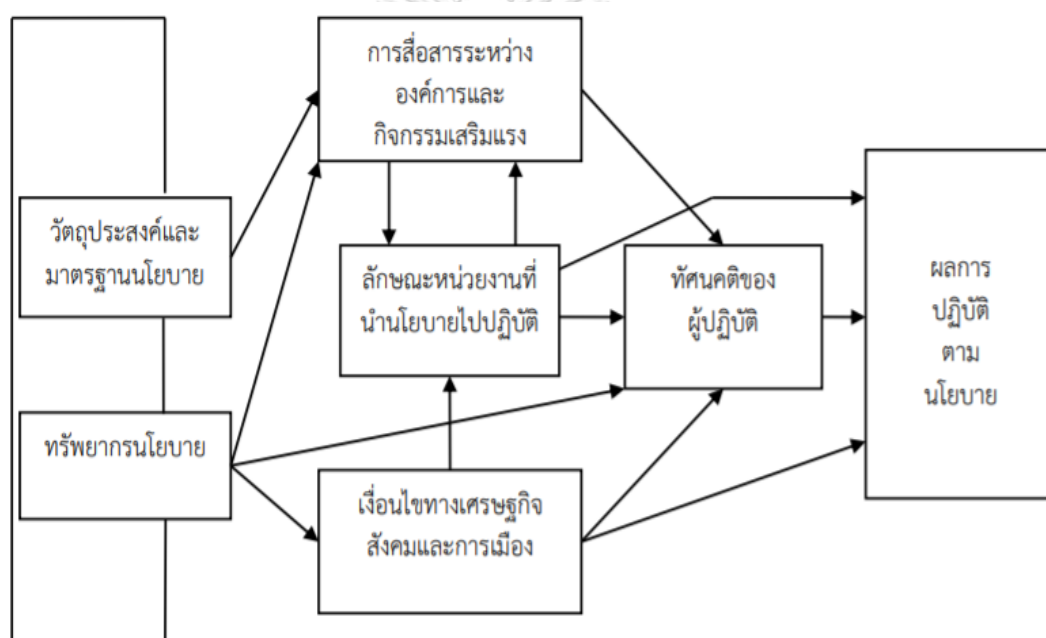 การสื่อสารระหว่าง
องค์การและ
กิจกรรมเสริมแรง
วัตถุประสงค์และ
มาตรฐานนโยบาย
ลักษณะหน่วยงานที่
นำนโยบายไปปฏิบัติ
ทัศนคติของ
ผู้ปฏิบัติ
ผลการ
ปฏิบัติ
ตาม
นโยบาย
ทรัพยากรนโยบาย
เงื่อนไขทางเศรษฐกิจ
สังคมและการเมือง